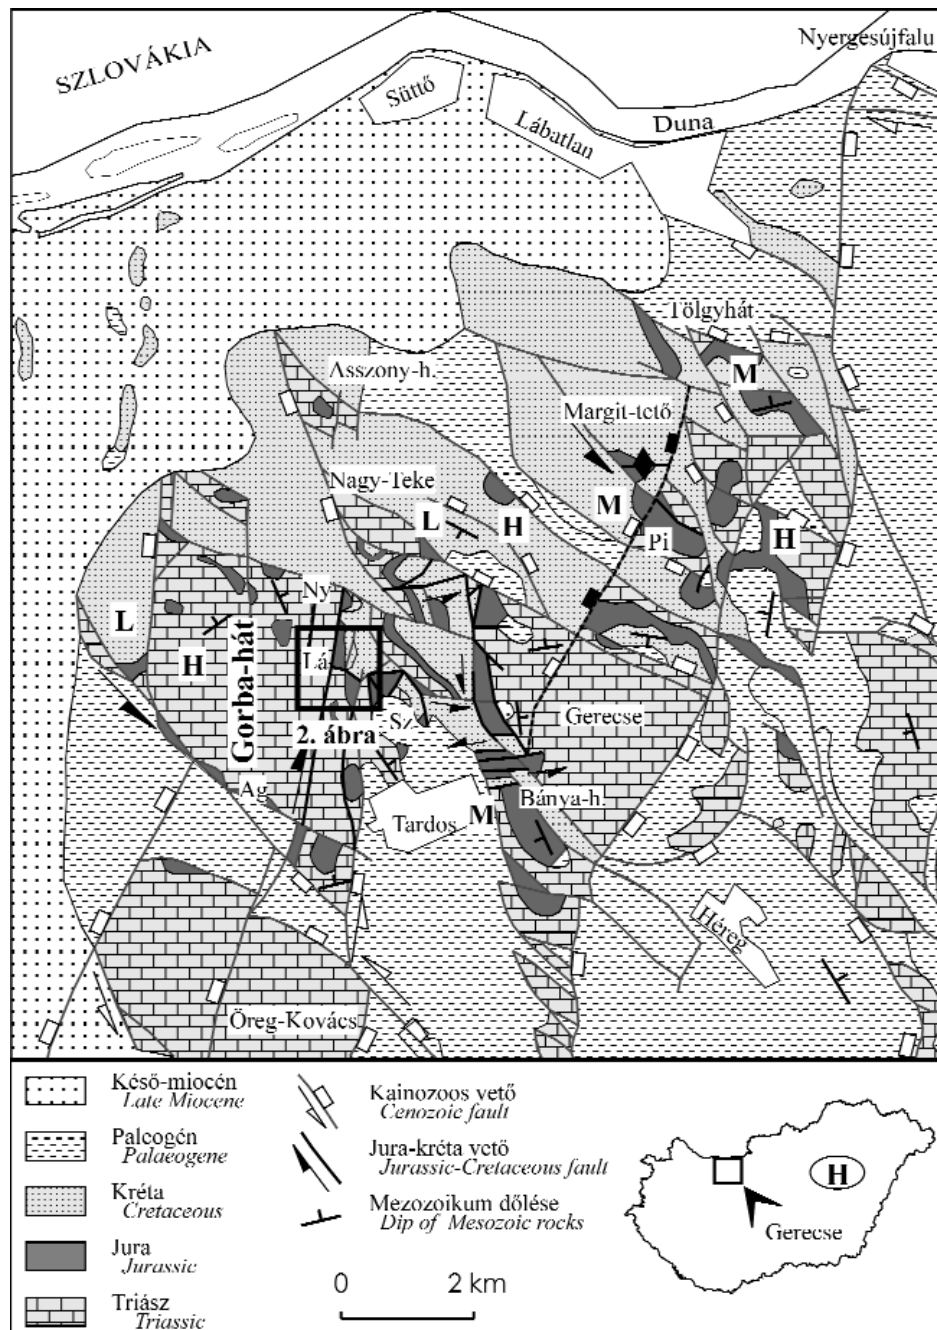 Nyergesújfalu
SZLOVÁKIA
Süttő
Duna
Lábatlan
Tölgyhát
Asszony-h.
M
Margit-tető
Nagy-Teke
L
H
M
H
Pi
Ny
L
H
Gorba-hát
Lá
Gerecse
Sz
2. ábra
Ag
Bánya-h.
M
Tardos
Héreg
Öreg-Kovács
Késő-miocén
Late Miocene
Paleogén
Palaeogene
Kréta
Cretaceous
Jura
Jurassic
Triász
Triassic
Kainozoos vető
Cenozoic fault
Jura-kréta vető
Jurassic-Cretaceous fault
Mezozoikum dőlése
Dip of Mesozoic rocks
0 2 km
H
Gerecse